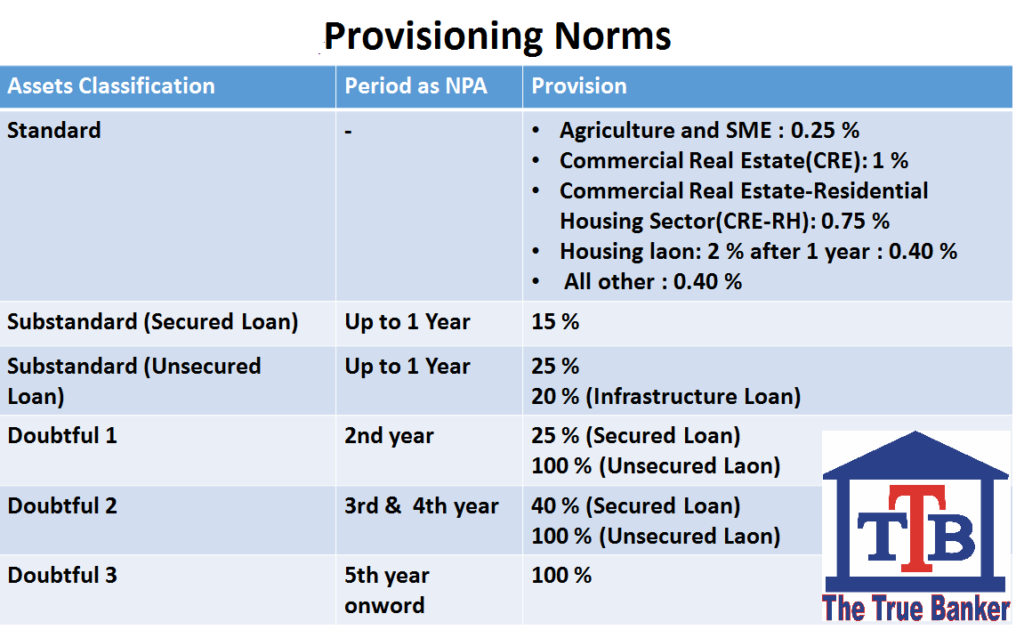 Provisioning Norms
Assets Classification Period as NPA Provision
Standard - • Agriculture and SME : 0.25 %
• Commercial Real Estate(CRE): 1 %
• Commercial Real Estate-Residential
Housing Sector(CRE-RH): 0.75 %
• Housing laon: 2 % after 1 year : 0.40 %
• All other : 0.40 %
Substandard (Secured Loan) Up to 1 Year 15 %
Substandard (Unsecured Up to 1 Year 25 %
Loan) 20 % (Infrastructure Loan)
Doubtful 1 2nd year 25 % (Secured Loan)
100 % (Unsecured Laon)
Doubtful 2 3rd & 4th year 40 % (Secured Loan)
100 % (Unsecured Laon)
Doubtful 3 5th year 100 %
onword
TTB
The True Banker